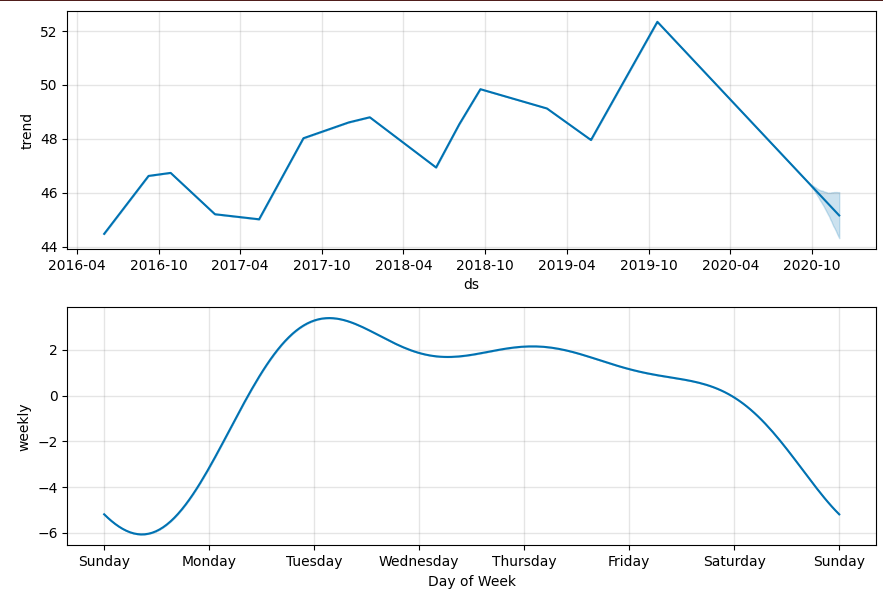 52
50
48
46
44
trend
2016-04 2016-10 2017-04 2017-10 2018-04 2018-10 2019-04 2019-10 2020-04 2020-10
ds
2
0
−2
−4
−6
weekly
Sunday Monday Tuesday Wednesday Thursday Friday Saturday Sunday
Day of Week